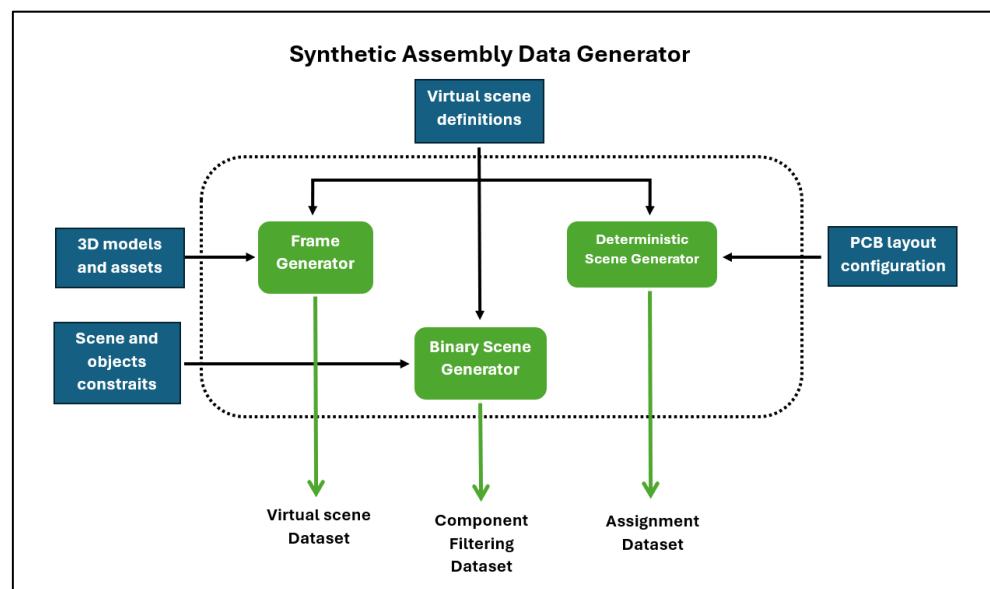 Synthetic Assembly Data Generator
Virtual scene
definitions
3D models
and assets
Frame
Generator
Deterministic
Scene Generator
PCB layout
configuration
Scene and
objects
constraits
Binary Scene
Generator
Virtual scene
Dataset
Component
Filtering
Dataset
Assignment
Dataset